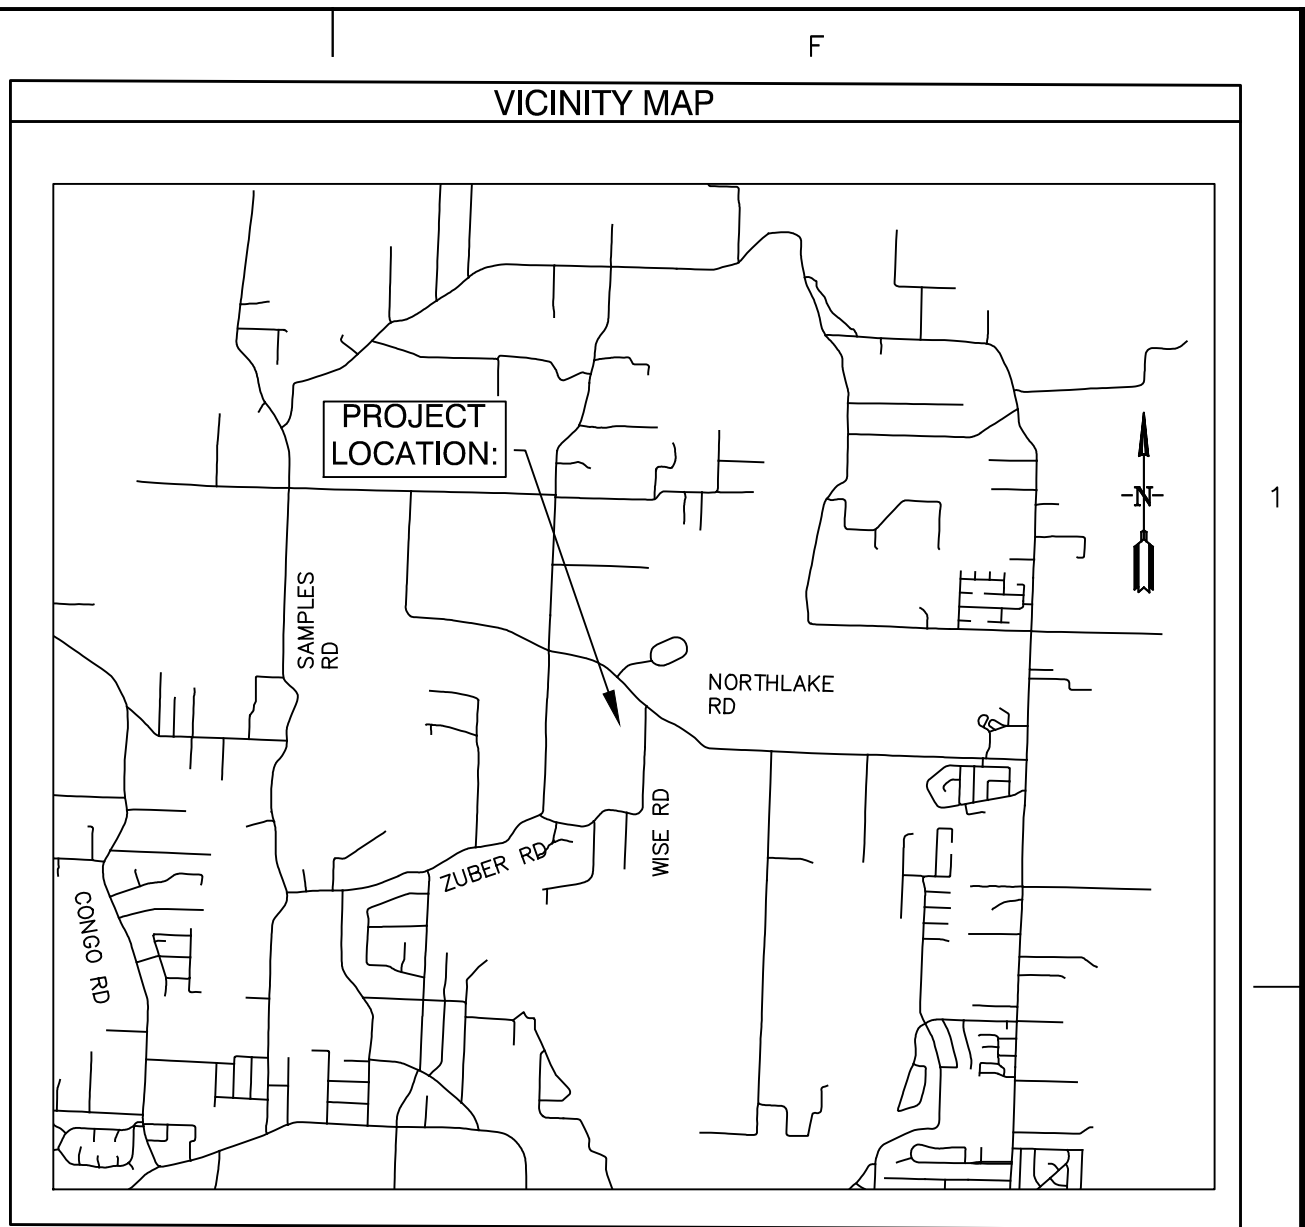 F
VICINITY MAP
PROJECT
LOCATION:
N
1
SAMPLES
RD
NORTHLAKE
RD
WISE RD
ZUBER RD
CONGO RD